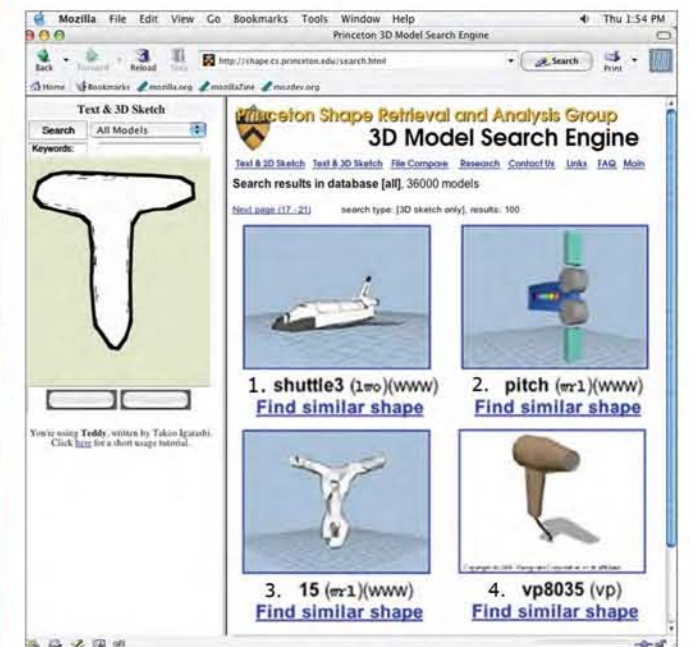 Mozilla File Edit View Go Bookmarks Tools Window Help Thu 1:54 PM
Princeton 3D Model Search Engine
Back Forward Reload Stop http://shape.cs.princeton.edu/search.html Search Print
Home Bookmarks mozilla.org mozillaZine mozdev.org
Text & 3D Sketch
Search All Models
Keywords:
You're using Teddy, written by Takeo Igarashi.
Click here for a short usage tutorial.
Princeton Shape Retrieval and Analysis Group
3D Model Search Engine
Text & 2D Sketch Text & 3D Sketch File Compare Research Contact Us Links FAQ Main
Search results in database [all], 36000 models
Next page (17 - 21) search type: [3D sketch only], results: 100
1. shuttle3 (lwo)(www)
Find similar shape
2. pitch (wrl)(www)
Find similar shape
3. 15 (wrl)(www)
Find similar shape
4. vp8035 (vp)
Find similar shape